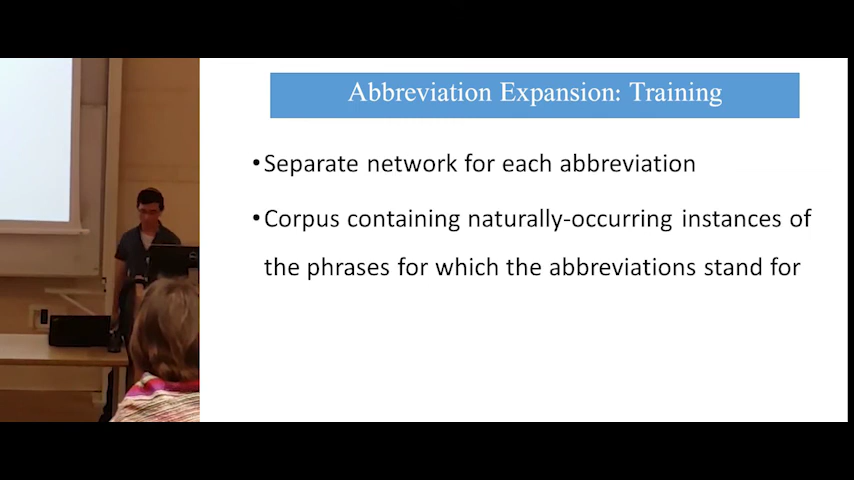 Abbreviation Expansion: Training
•Separate network for each abbreviation
•Corpus containing naturally-occurring instances of
the phrases for which the abbreviations stand for